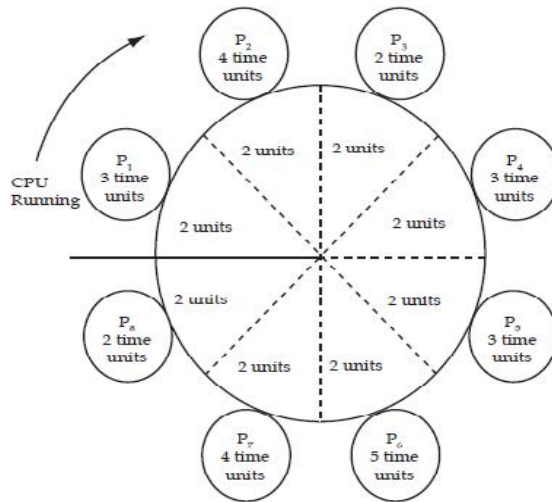 P₂
4 time
units
P₃
2 time
units
P₁
3 time
units
P₄
3 time
units
CPU
Running
2 units
2 units
2 units
2 units
2 units
2 units
2 units
2 units
P₈
2 time
units
P₅
3 time
units
P₇
4 time
units
P₆
5 time
units